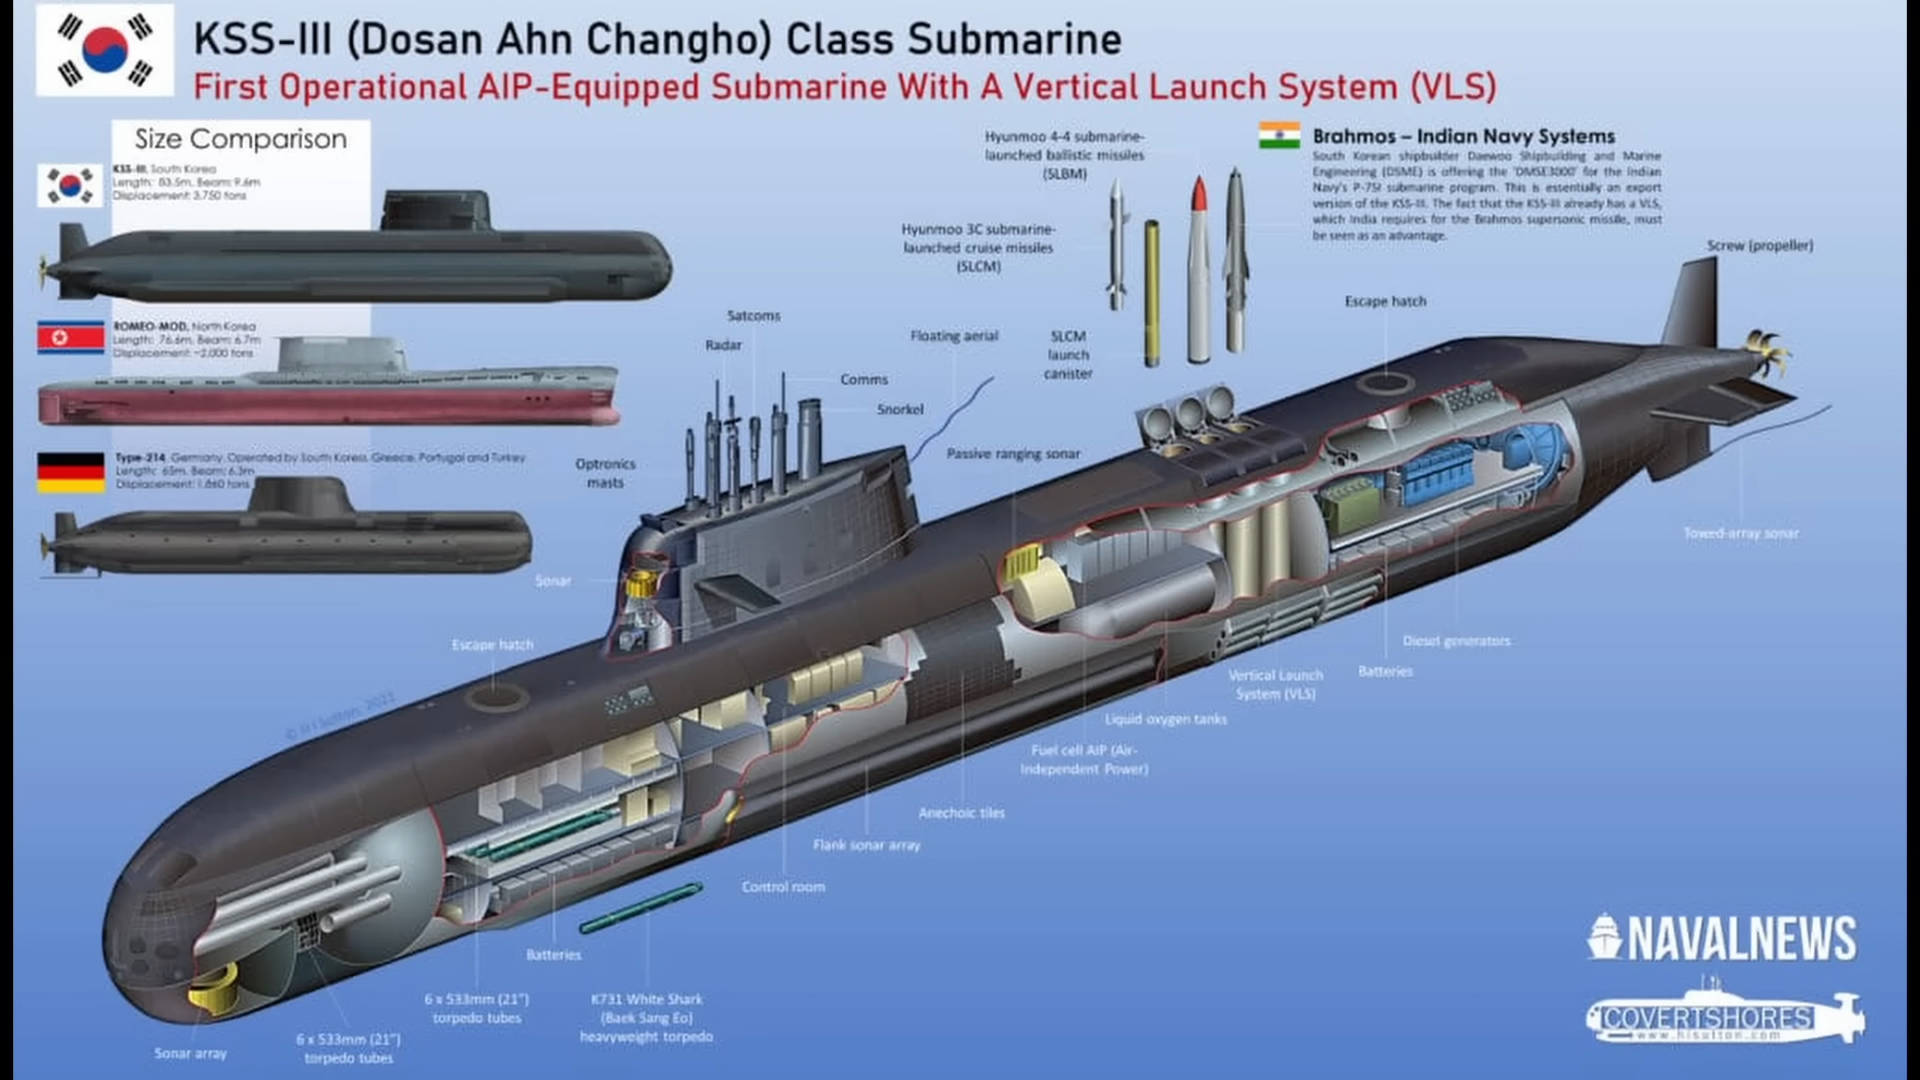 KSS-III (Dosan Ahn Changho) Class Submarine
First Operational AIP-Equipped Submarine With A Vertical Launch System (VLS)
Size Comparison
KSS-III, South Korea
Length: 83.5m, Beam: 9.6m
Displacement: 3,750 tons
ROMEO-MOD, North Korea
Length: 76.6m, Beam: 6.7m
Displacement: ~2,000 tons
Type-214, Germany. Operated by South Korea, Greece, Portugal and Turkey
Length: 65m, Beam: 6.3m
Displacement: 1,860 tons
Hyunmoo 4-4 submarine-
launched ballistic missiles
(SLBM)
Hyunmoo 3C submarine-
launched cruise missiles
(SLCM)
SLCM
launch
canister
Brahmos – Indian Navy Systems
South Korean shipbuilder Daewoo Shipbuilding and Marine
Engineering (DSME) is offering the 'DMSE3000' for the Indian
Navy's P-75I submarine program. This is essentially an export
version of the KSS-III. The fact that the KSS-III already has a VLS,
which India requires for the Brahmos supersonic missile, must
be seen as an advantage.
Screw (propeller)
Escape hatch
Satcoms
Radar
Floating aerial
Comms
Snorkel
Passive ranging sonar
Optronics
masts
Sonar
Escape hatch
Towed-array sonar
Diesel generators
Batteries
Vertical Launch
System (VLS)
Liquid oxygen tanks
Fuel cell AIP (Air-
Independent Power)
Anechoic tiles
Flank sonar array
Control room
Batteries
6 x 533mm (21")
torpedo tubes
K731 White Shark
(Baek Sang Eo)
heavyweight torpedo
6 x 533mm (21")
torpedo tubes
Sonar array
© H I Sutton, 2021
NAVALNEWS
COVERTSHORES
www.hisutton.com